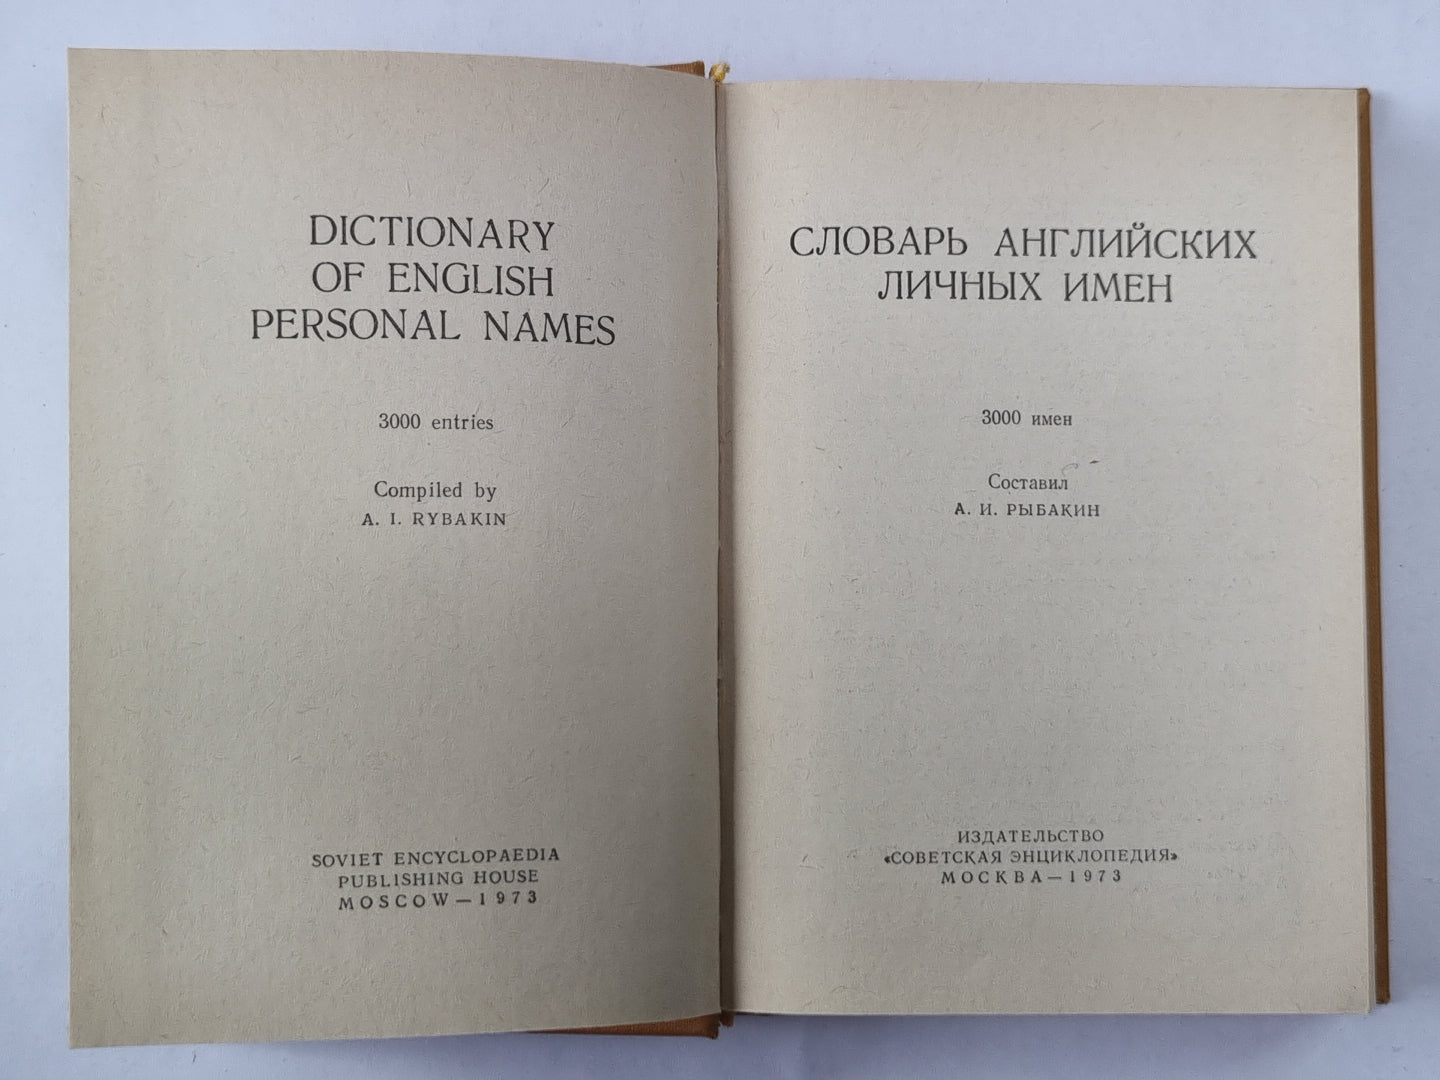 DICTIONARY
OF ENGLISH
PERSONAL NAMES
3000 entries
Compiled by
A. I. RYBAKIN
SOVIET ENCYCLOPAEDIA
PUBLISHING HOUSE
MOSCOW — 1973
СЛОВАРЬ АНГЛИЙСКИХ
ЛИЧНЫХ ИМЕН
3000 имен
Составил
А. И. РЫБАКИН
ИЗДАТЕЛЬСТВО
«СОВЕТСКАЯ ЭНЦИКЛОПЕДИЯ»
МОСКВА — 1973